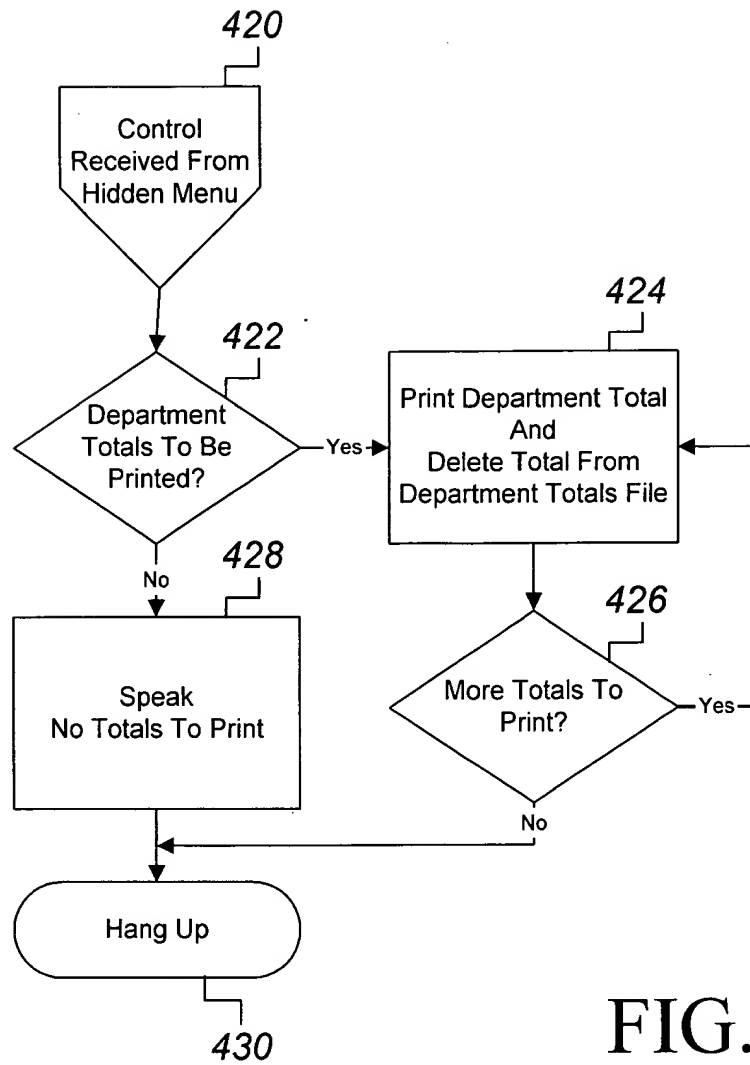 420
Control
Received From
Hidden Menu
422
Department
Totals To Be
Printed?
Yes
424
Print Department Total
And
Delete Total From
Department Totals File
No
428
Speak
No Totals To Print
426
More Totals To
Print?
Yes
No
Hang Up
430
FIG.